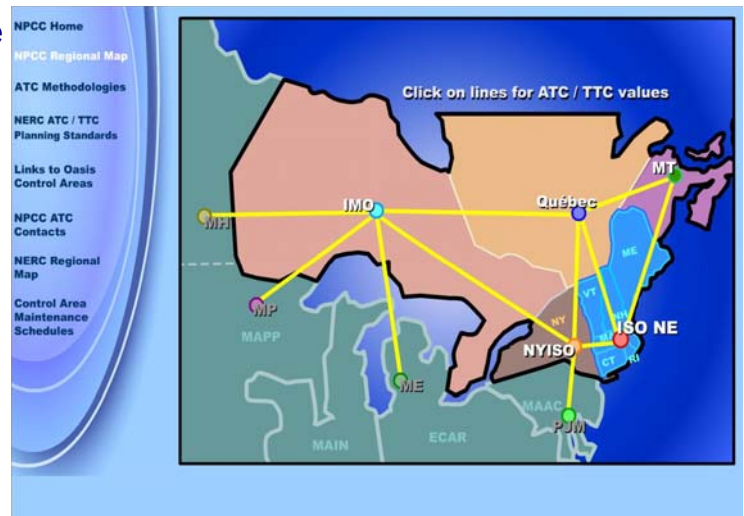 e
NPCC Home
NPCC Regional Map
ATC Methodologies
NERC ATC / TTC
Planning Standards
Links to Oasis
Control Areas
NPCC ATC
Contacts
NERC Regional
Map
Control Area
Maintenance
Schedules
Click on lines for ATC / TTC values
MT
IMO
Québec
MH
ME
MP
VT
NY
NH
ISO NE
MAPP
NYISO
MA
CT
RI
ME
MAAC
PJM
MAIN
ECAR